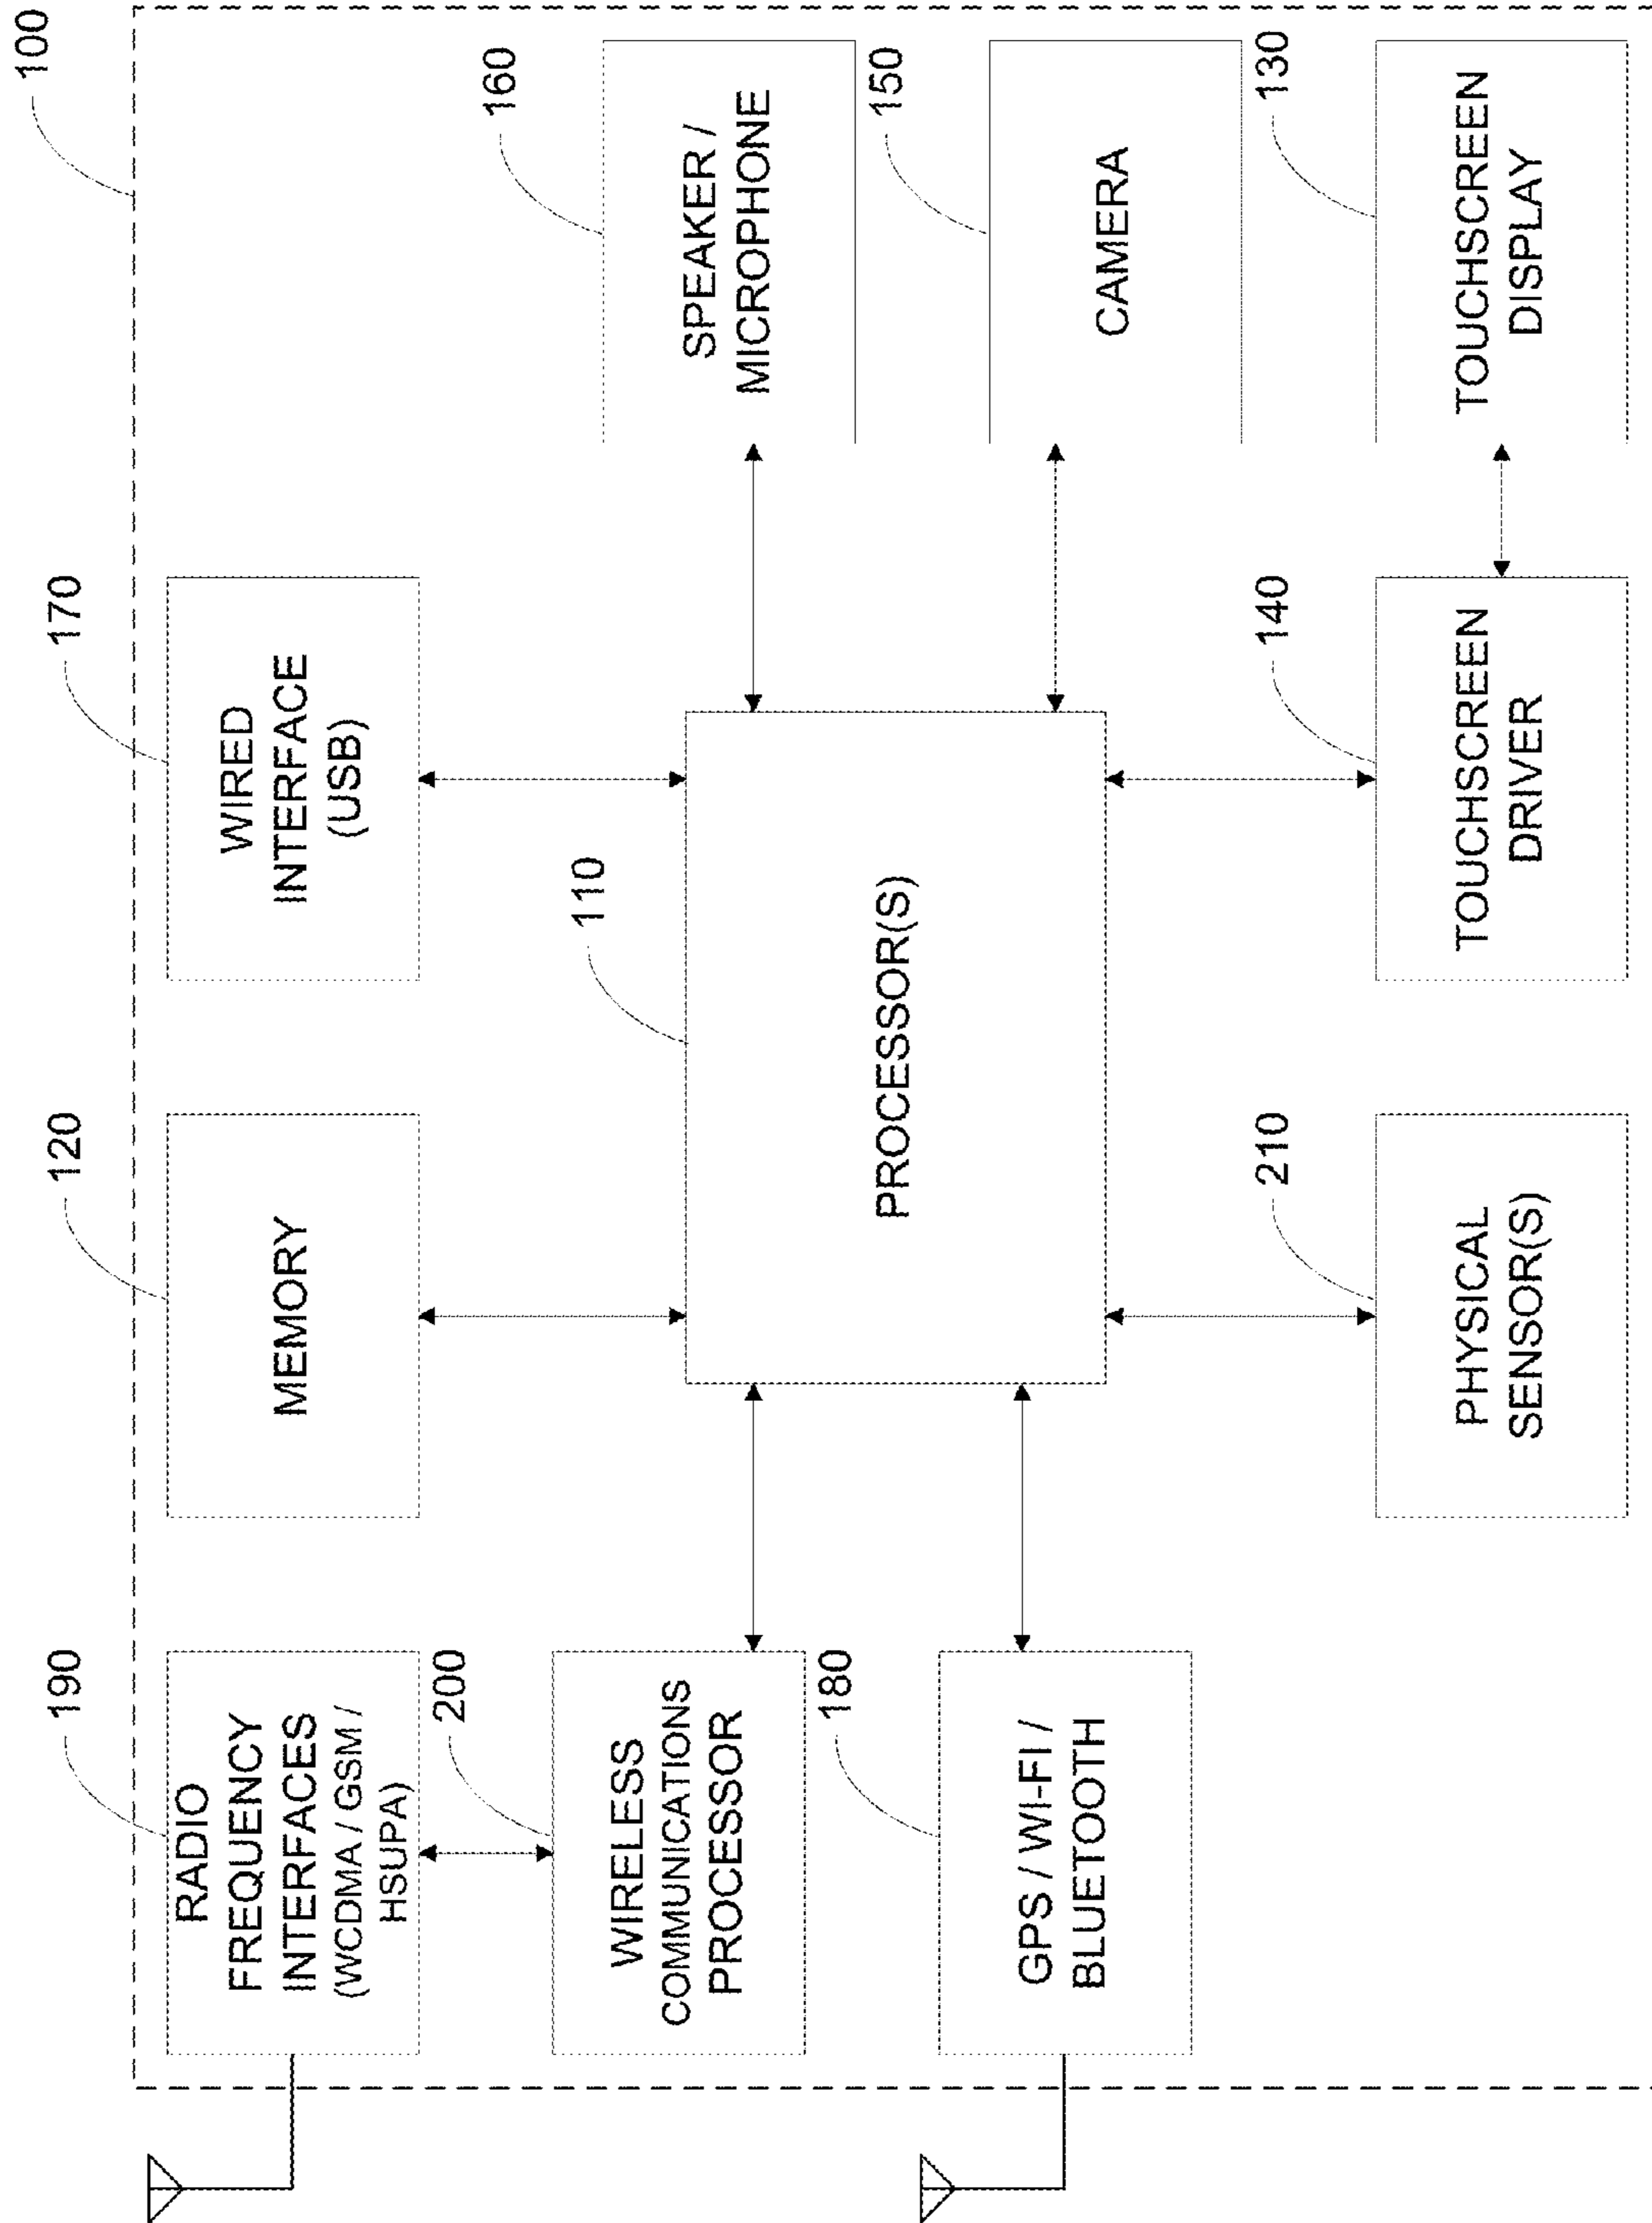 100
190
RADIO
FREQUENCY
INTERFACES
(WCDMA / GSM /
HSUPA)
120
MEMORY
170
WIRED
INTERFACE
(USB)
200
WIRELESS
COMMUNICATIONS
PROCESSOR
110
PROCESSOR(S)
160
SPEAKER /
MICROPHONE
180
GPS / WI-FI /
BLUETOOTH
150
CAMERA
210
PHYSICAL
SENSOR(S)
140
TOUCHSCREEN
DRIVER
130
TOUCHSCREEN
DISPLAY